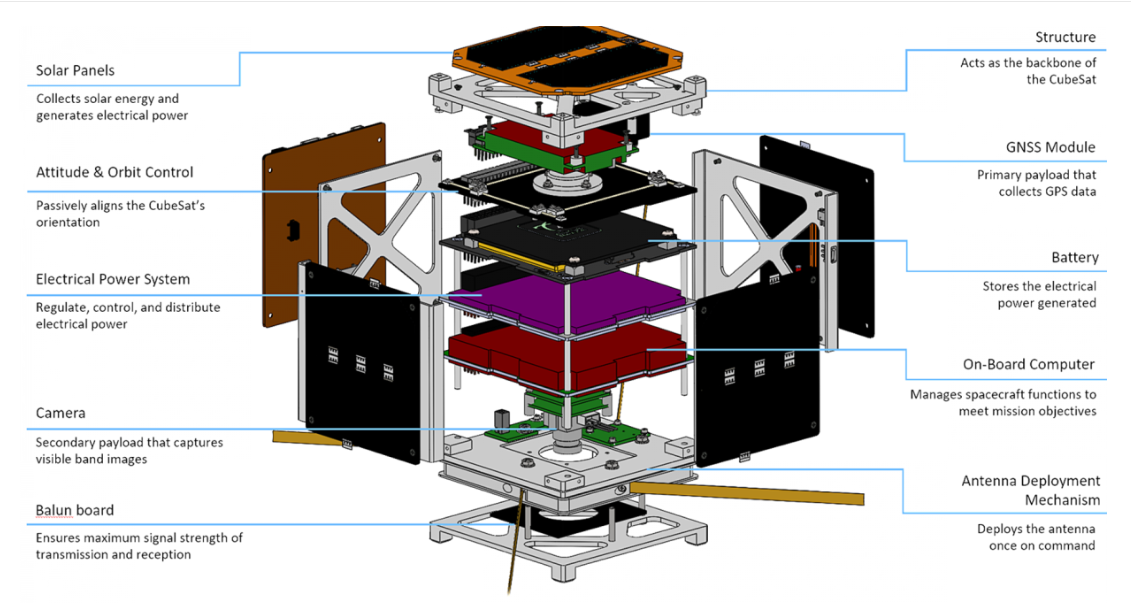 Solar Panels
Collects solar energy and
generates electrical power
Attitude & Orbit Control
Passively aligns the CubeSat's
orientation
Electrical Power System
Regulate, control, and distribute
electrical power
Camera
Secondary payload that captures
visible band images
Balun board
Ensures maximum signal strength of
transmission and reception
Structure
Acts as the backbone of
the CubeSat
GNSS Module
Primary payload that
collects GPS data
Battery
Stores the electrical
power generated
On-Board Computer
Manages spacecraft functions to
meet mission objectives
Antenna Deployment
Mechanism
Deploys the antenna
once on command